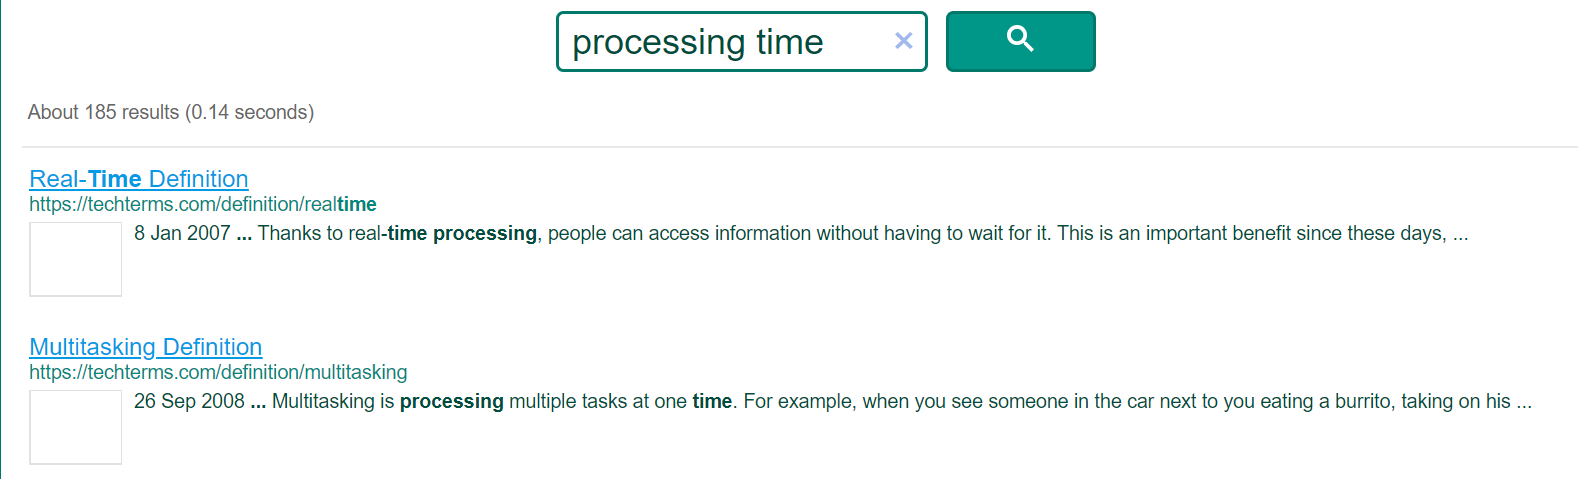 processing time
About 185 results (0.14 seconds)
Real-Time Definition
https://techterms.com/definition/realtime
8 Jan 2007 ... Thanks to real-time processing, people can access information without having to wait for it. This is an important benefit since these days, ...
Multitasking Definition
https://techterms.com/definition/multitasking
26 Sep 2008 ... Multitasking is processing multiple tasks at one time. For example, when you see someone in the car next to you eating a burrito, taking on his ...